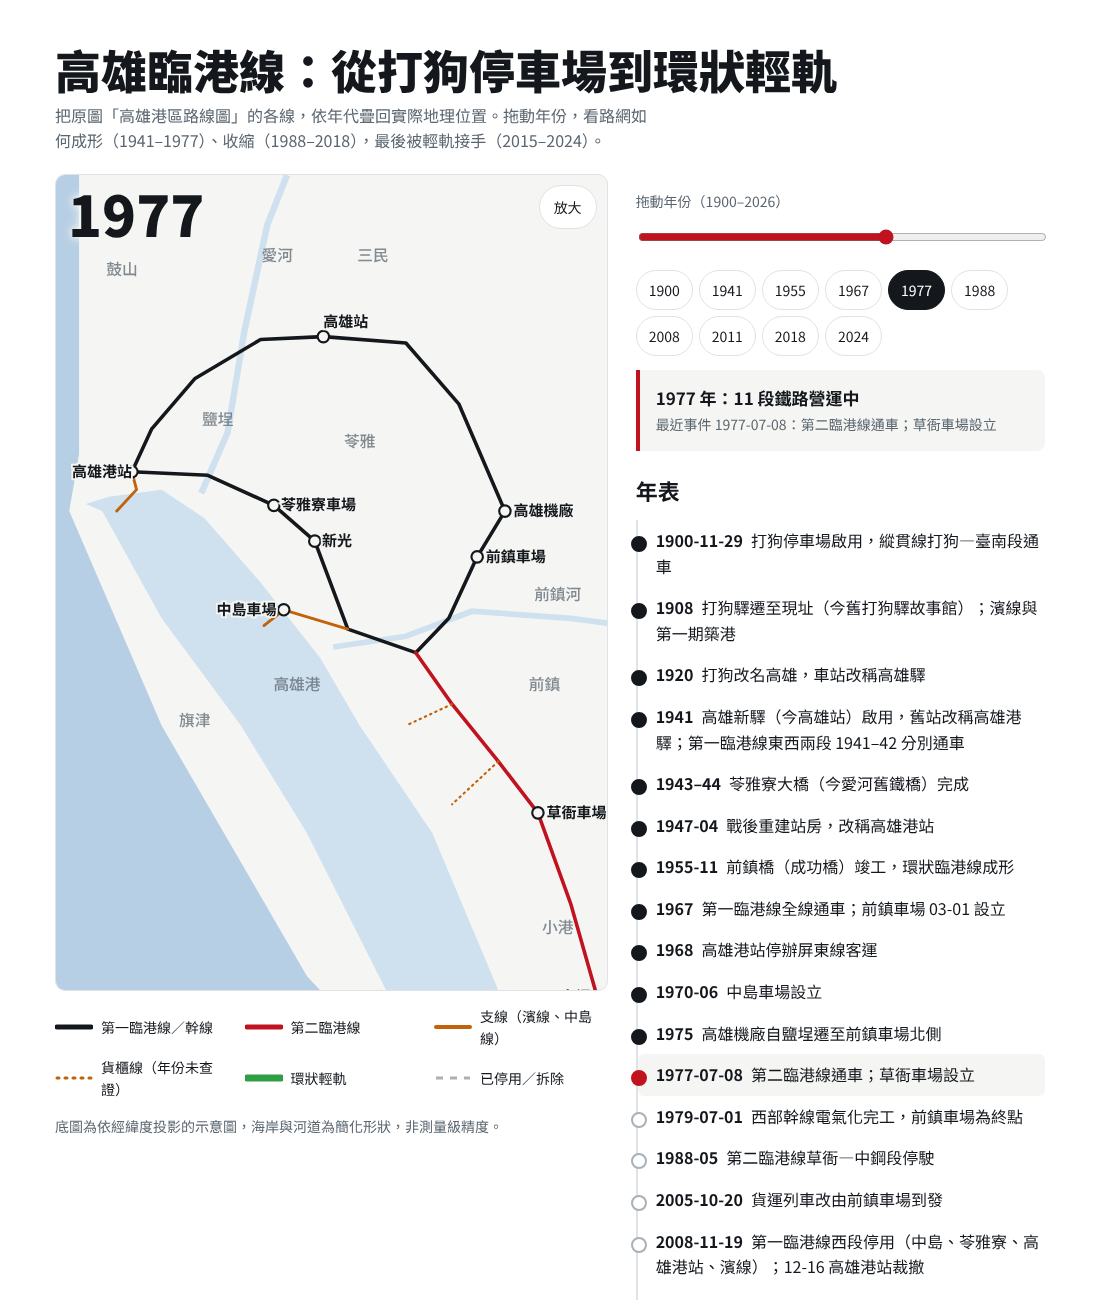 高雄臨港線：從打狗停車場到環狀輕軌
把原圖「高雄港區路線圖」的各線，依年代疊回實際地理位置。拖動年份，看路網如
何成形（1941–1977）、收縮（1988–2018），最後被輕軌接手（2015–2024）。
1977
放大
愛河
三民
鼓山
高雄站
鹽埕
苓雅
高雄港站
苓雅寮車場
高雄機廠
新光
前鎮車場
前鎮河
中島車場
高雄港
前鎮
旗津
草衙車場
小港
第一臨港線／幹線
第二臨港線
支線（濱線、中島
線）
貨櫃線（年份未查
證）
環狀輕軌
已停用／拆除
底圖為依經緯度投影的示意圖，海岸與河道為簡化形狀，非測量級精度。
拖動年份（1900–2026）
1900 1941 1955 1967 1977 1988
2008 2011 2018 2024
1977 年：11 段鐵路營運中
最近事件 1977-07-08：第二臨港線通車；草衙車場設立
年表
1900-11-29 打狗停車場啟用，縱貫線打狗—臺南段通
車
1908 打狗驛遷至現址（今舊打狗驛故事館）；濱線與
第一期築港
1920 打狗改名高雄，車站改稱高雄驛
1941 高雄新驛（今高雄站）啟用，舊站改稱高雄港
驛；第一臨港線東西兩段 1941–42 分別通車
1943–44 苓雅寮大橋（今愛河舊鐵橋）完成
1947-04 戰後重建站房，改稱高雄港站
1955-11 前鎮橋（成功橋）竣工，環狀臨港線成形
1967 第一臨港線全線通車；前鎮車場 03-01 設立
1968 高雄港站停辦屏東線客運
1970-06 中島車場設立
1975 高雄機廠自鹽埕遷至前鎮車場北側
1977-07-08 第二臨港線通車；草衙車場設立
1979-07-01 西部幹線電氣化完工，前鎮車場為終點
1988-05 第二臨港線草衙—中鋼段停駛
2005-10-20 貨運列車改由前鎮車場到發
2008-11-19 第一臨港線西段停用（中島、苓雅寮、高
雄港站、濱線）；12-16 高雄港站裁撤